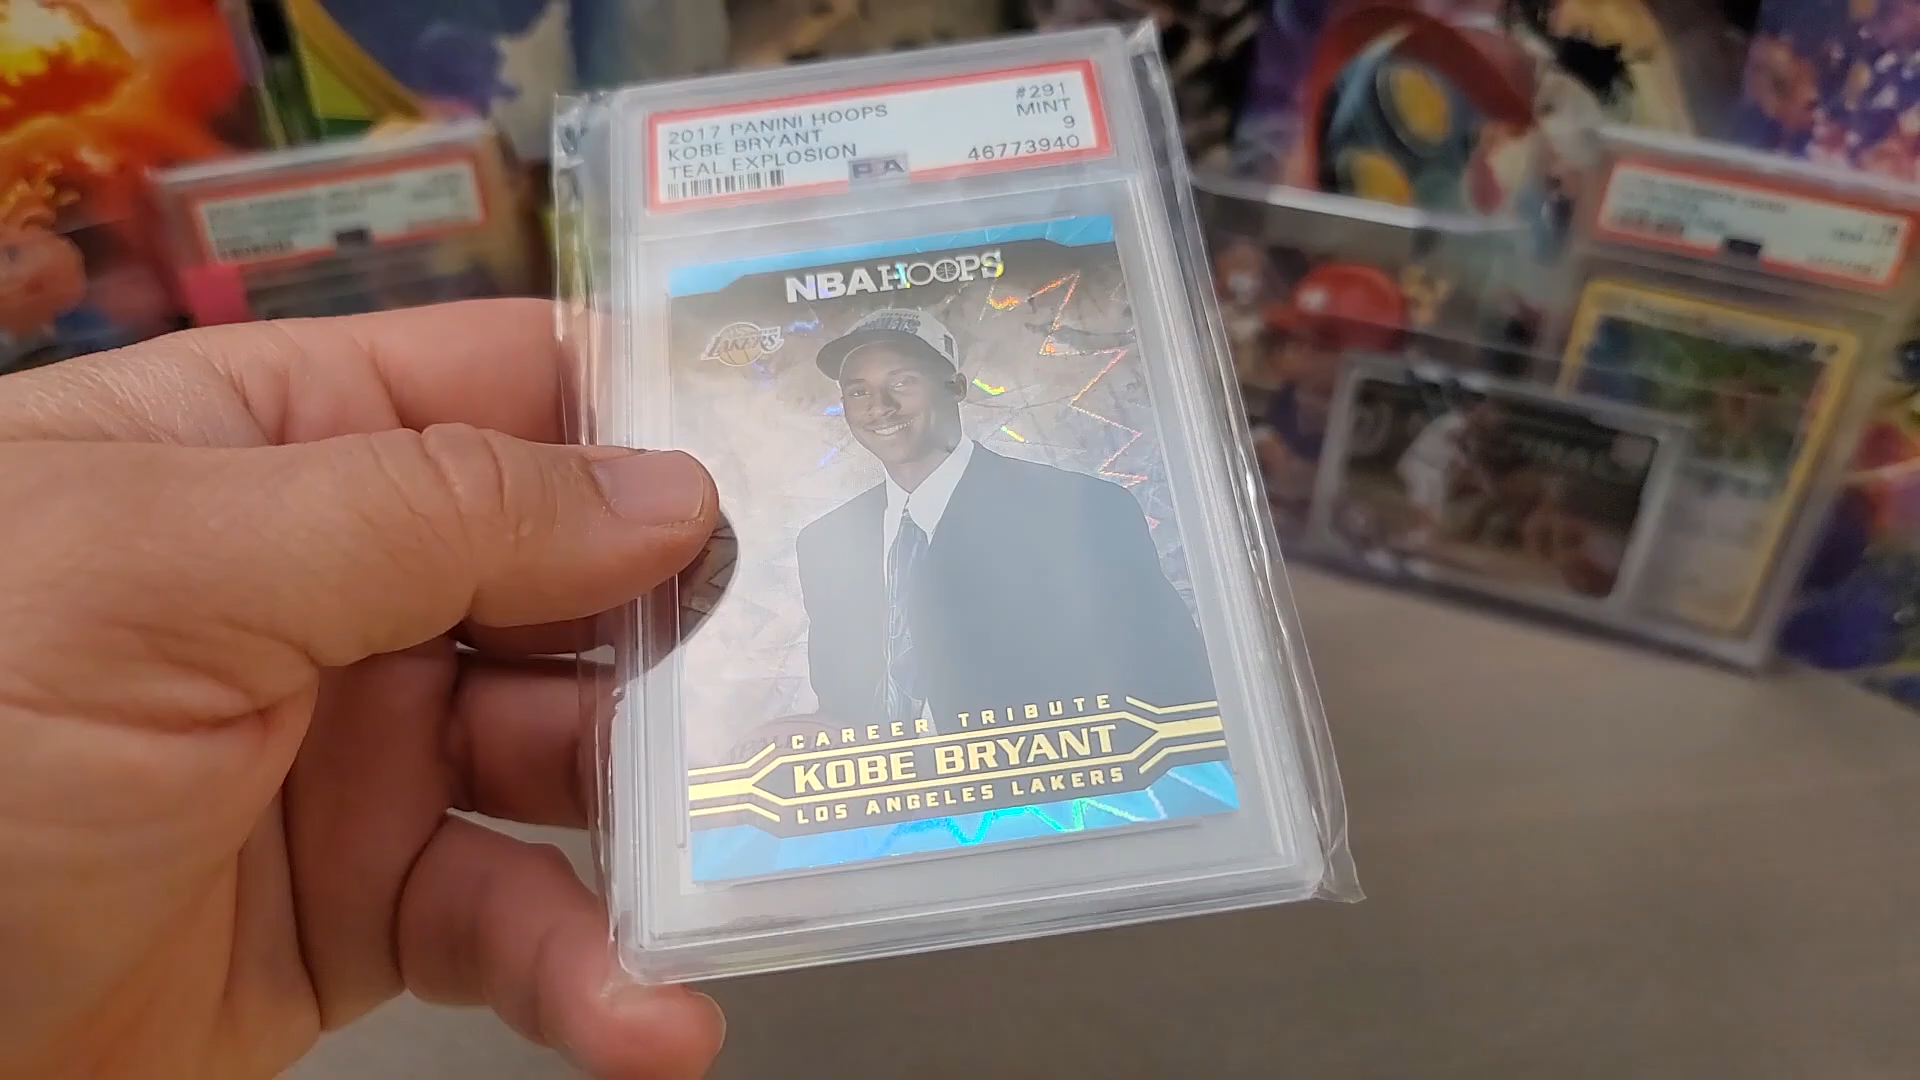 2017 PANINI HOOPS #291
KOBE BRYANT MINT
TEAL EXPLOSION 9
PSA 46773940
NBA HOOPS
LAKERS
CAREER TRIBUTE
KOBE BRYANT
LOS ANGELES LAKERS